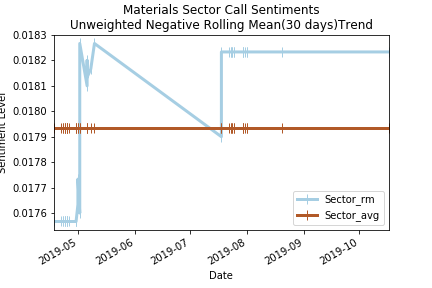 Materials Sector Call Sentiments
Unweighted Negative Rolling Mean(30 days)Trend
0.0183
0.0182
0.0181
0.0180
0.0179
0.0178
0.0177
0.0176
Sentiment Level
Sector_rm
Sector_avg
2019-05
2019-06
2019-07
2019-08
2019-09
2019-10
Date